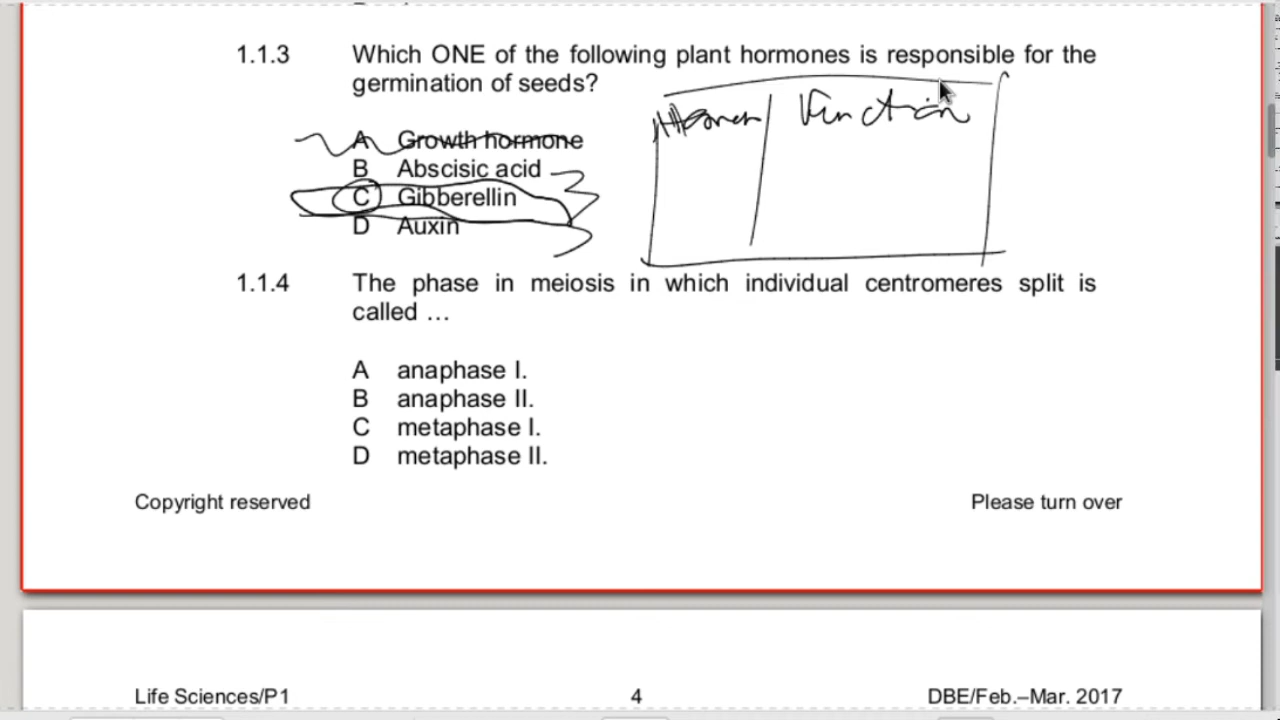 1.1.3 Which ONE of the following plant hormones is responsible for the
germination of seeds?
Function
A Growth hormone
B Abscisic acid
C Gibberellin
D Auxin
1.1.4 The phase in meiosis in which individual centromeres split is
called …
A anaphase I.
B anaphase II.
C metaphase I.
D metaphase II.
Copyright reserved Please turn over
Life Sciences/P1 4 DBE/Feb.–Mar. 2017